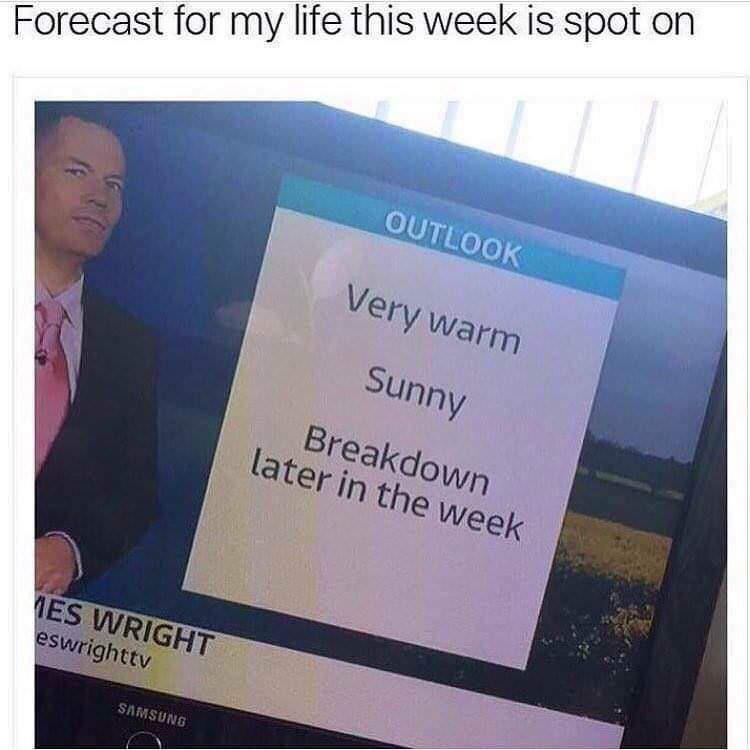 Forecast for my life this week is spot on
OUTLOOK
Very warm
Sunny
Breakdown
later in the week
MES WRIGHT
eswrighttv
SAMSUNG